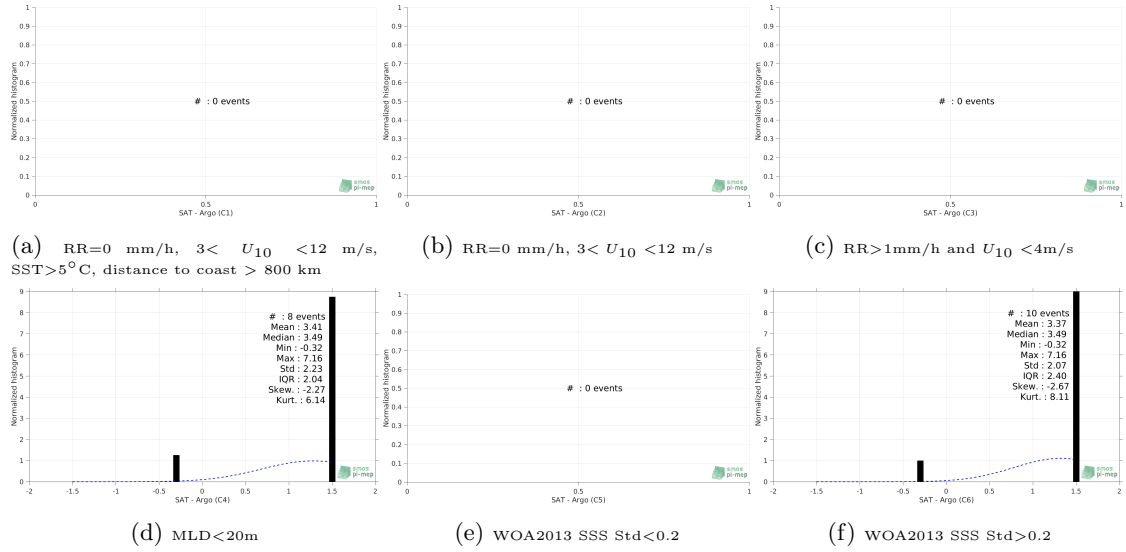 1
0.9
0.8
0.7
0.6
0.5
0.4
0.3
0.2
0.1
0
Normalized histogram
# : 0 events
0 0.5 1
SAT - Argo (C1)
smos
pi-mep
1
0.9
0.8
0.7
0.6
0.5
0.4
0.3
0.2
0.1
0
Normalized histogram
# : 0 events
0 0.5 1
SAT - Argo (C2)
smos
pi-mep
1
0.9
0.8
0.7
0.6
0.5
0.4
0.3
0.2
0.1
0
Normalized histogram
# : 0 events
0 0.5 1
SAT - Argo (C3)
smos
pi-mep
(a) RR=0 mm/h, 3< U10 <12 m/s,
SST>5°C, distance to coast > 800 km
(b) RR=0 mm/h, 3< U10 <12 m/s
(c) RR>1mm/h and U10 <4m/s
9
8
7
6
5
4
3
2
1
0
Normalized histogram
# : 8 events
Mean : 3.41
Median : 3.49
Min : -0.32
Max : 7.16
Std : 2.23
IQR : 2.04
Skew. : -2.27
Kurt. : 6.14
-2 -1.5 -1 -0.5 0 0.5 1 1.5 2
SAT - Argo (C4)
smos
pi-mep
1
0.9
0.8
0.7
0.6
0.5
0.4
0.3
0.2
0.1
0
Normalized histogram
# : 0 events
0 0.5 1
SAT - Argo (C5)
smos
pi-mep
9
8
7
6
5
4
3
2
1
0
Normalized histogram
# : 10 events
Mean : 3.37
Median : 3.49
Min : -0.32
Max : 7.16
Std : 2.07
IQR : 2.40
Skew. : -2.67
Kurt. : 8.11
-2 -1.5 -1 -0.5 0 0.5 1 1.5 2
SAT - Argo (C6)
smos
pi-mep
(d) MLD<20m
(e) WOA2013 SSS Std<0.2
(f) WOA2013 SSS Std>0.2